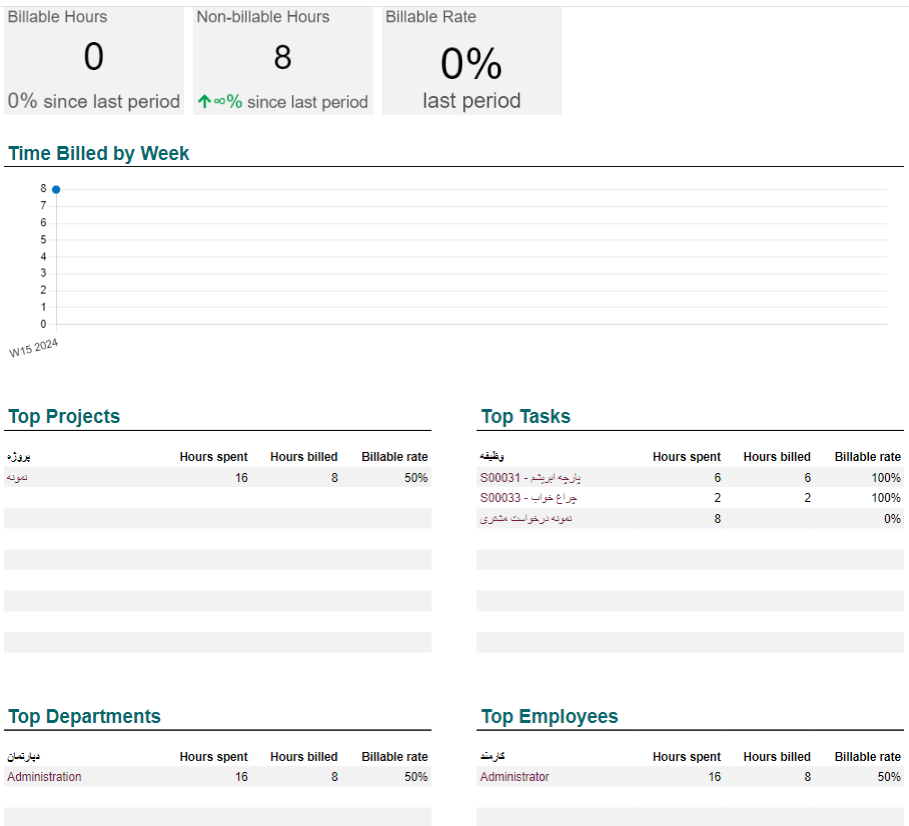 Billable Hours
0
0% since last period
Non-billable Hours
8
↑∞% since last period
Billable Rate
0%
last period
Time Billed by Week
8
7
6
5
4
3
2
1
0
W15 2024
Top Projects
پروژه Hours spent Hours billed Billable rate
نمونه 16 8 50%
Top Tasks
وظیفه Hours spent Hours billed Billable rate
S00031 - پارچه ابریشم 6 6 100%
S00033 - چراغ خواب 2 2 100%
نمونه درخواست مشتری 8 0%
Top Departments
دپارتمان Hours spent Hours billed Billable rate
Administration 16 8 50%
Top Employees
کارمند Hours spent Hours billed Billable rate
Administrator 16 8 50%